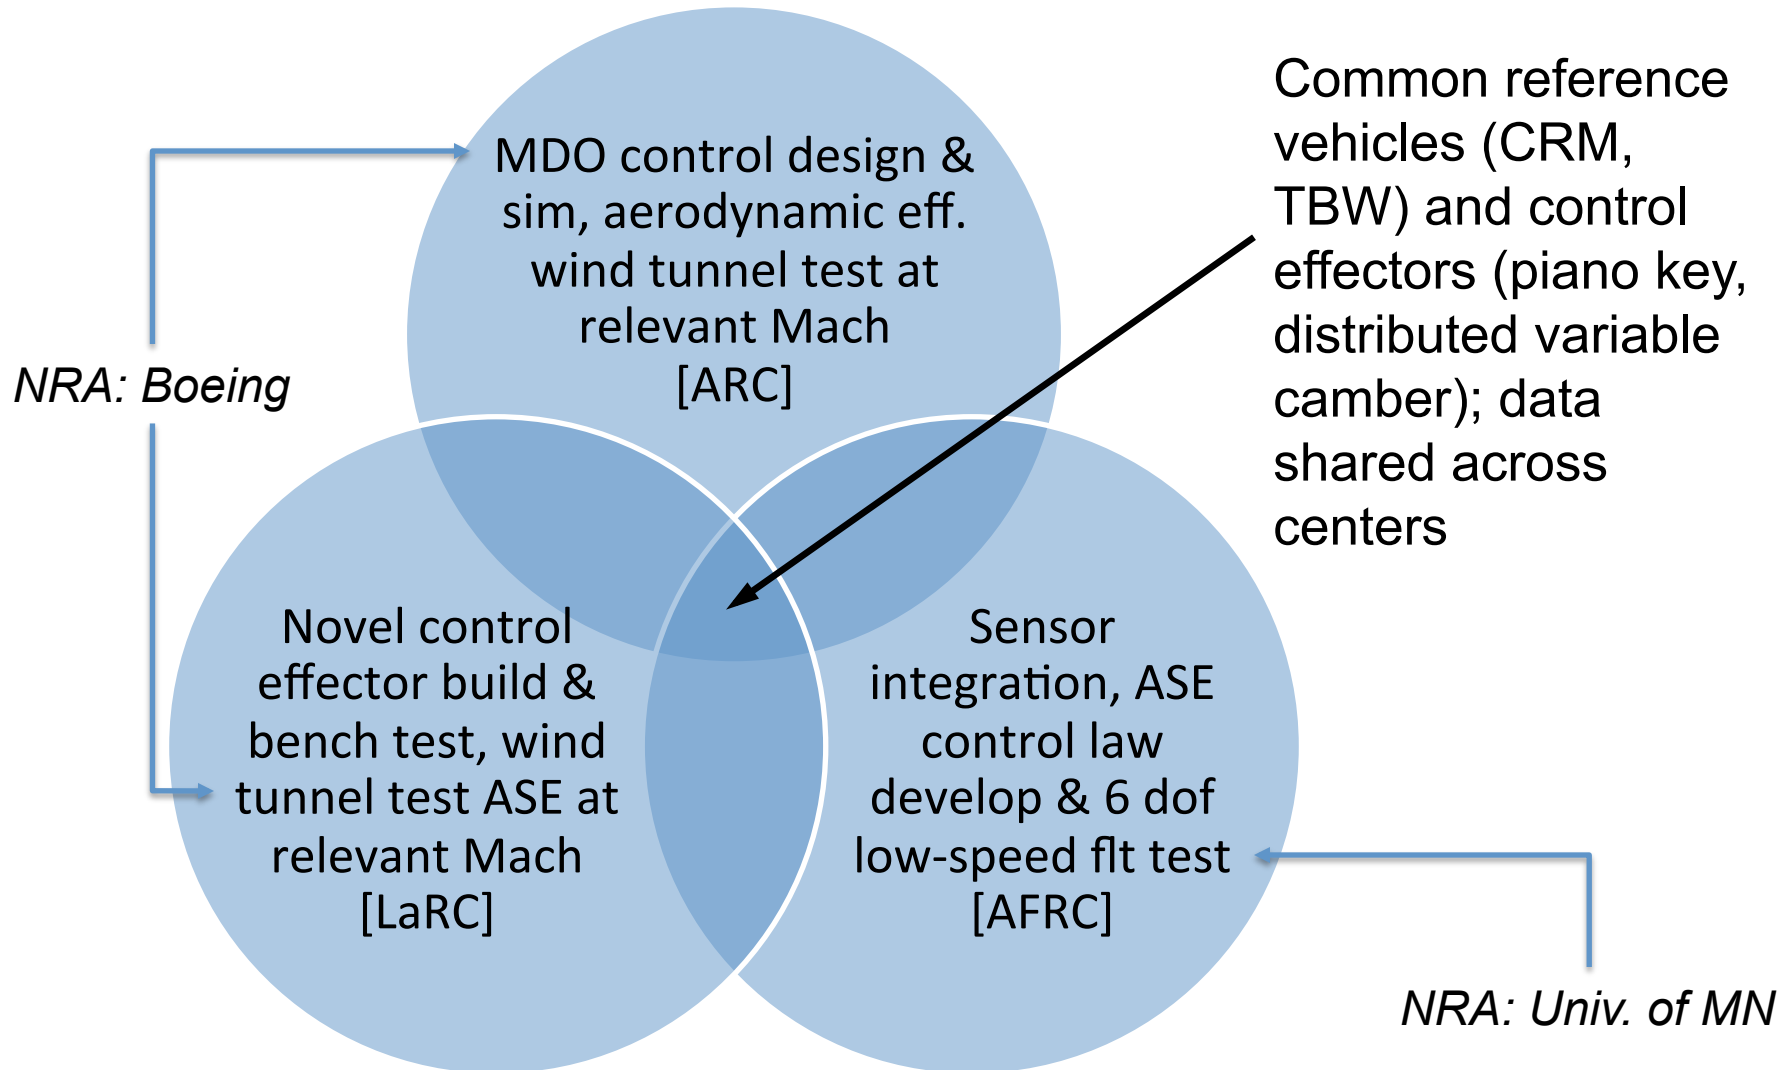 MDO control design &
sim, aerodynamic eff.
wind tunnel test at
relevant Mach
[ARC]
Common reference
vehicles (CRM,
TBW) and control
effectors (piano key,
distributed variable
camber); data
shared across
centers
NRA: Boeing
Novel control
effector build &
bench test, wind
tunnel test ASE at
relevant Mach
[LaRC]
Sensor
integration, ASE
control law
develop & 6 dof
low-speed flt test
[AFRC]
NRA: Univ. of MN